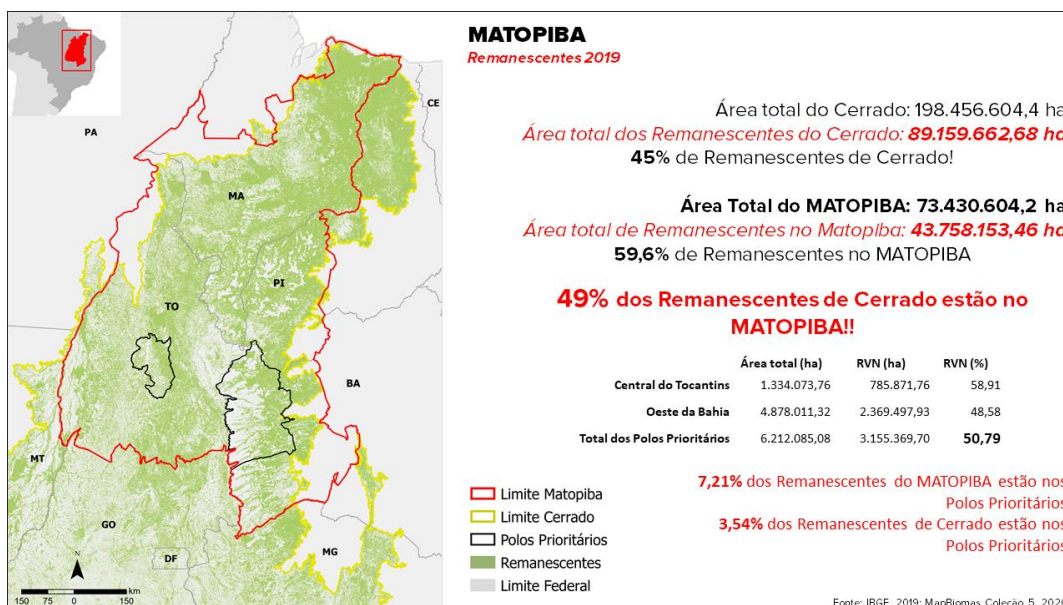 MATOPIBA
Remanescentes 2019
PA
CE
MA
PI
TO
BA
MT
GO
DF
MG
N
km
150 75 0 150
Limite Matopiba
Limite Cerrado
Polos Prioritários
Remanescentes
Limite Federal
Área total do Cerrado: 198.456.604,4 ha
Área total dos Remanescentes do Cerrado: 89.159.662,68 ha
45% de Remanescentes de Cerrado!
Área Total do MATOPIBA: 73.430.604,2 ha
Área total de Remanescentes no Matopiba: 43.758.153,46 ha
59,6% de Remanescentes no MATOPIBA
49% dos Remanescentes de Cerrado estão no
MATOPIBA!!
Área total (ha) RVN (ha) RVN (%)
Central do Tocantins 1.334.073,76 785.871,76 58,91
Oeste da Bahia 4.878.011,32 2.369.497,93 48,58
Total dos Polos Prioritários 6.212.085,08 3.155.369,70 50,79
7,21% dos Remanescentes do MATOPIBA estão nos
Polos Prioritários
3,54% dos Remanescentes de Cerrado estão nos
Polos Prioritários
Fonte: IBGE, 2019; MapBiomas Coleção 5, 2020